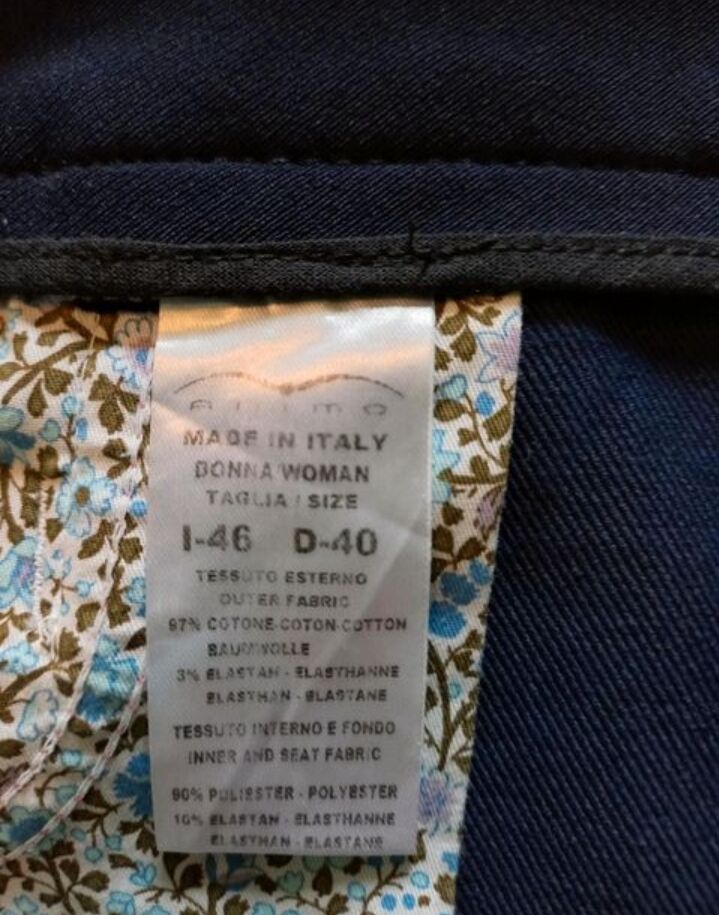 MADE IN ITALY
DONNA/WOMAN
TAGLIA / SIZE
I-46 D-40
TESSUTO ESTERNO
OUTER FABRIC
97% COTONE-COTON-COTTON
BAUMWOLLE
3% ELASTAN - ELASTHANNE
ELASTHAN - ELASTANE
TESSUTO INTERNO E FONDO
INNER AND SEAT FABRIC
90% POLIESTER - POLYESTER
10% ELASTAN - ELASTHANNE
ELASTHAN - ELASTANE